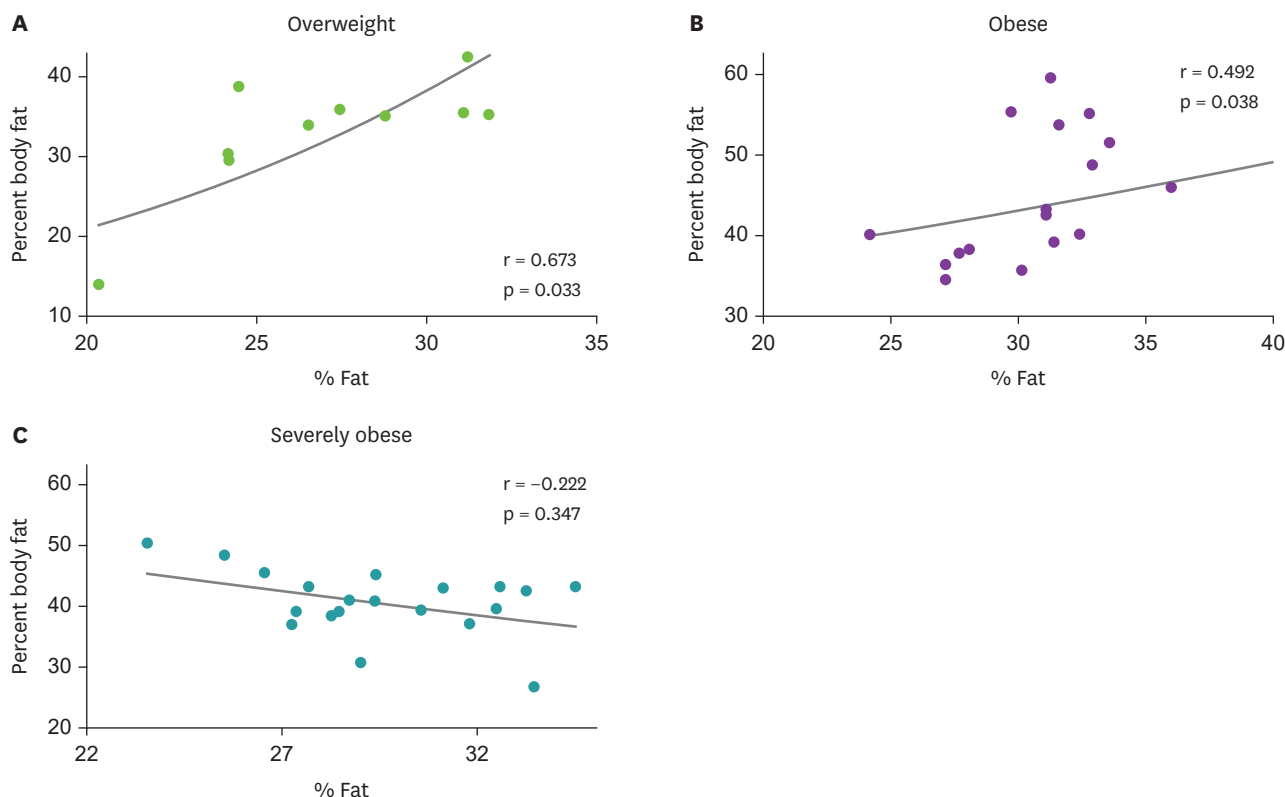 A
Overweight
Percent body fat
40
30
20
10
r = 0.673
p = 0.033
20
25
30
35
% Fat
B
Obese
Percent body fat
60
50
40
30
r = 0.492
p = 0.038
20
25
30
35
40
% Fat
C
Severely obese
Percent body fat
60
50
40
30
20
r = −0.222
p = 0.347
22
27
32
% Fat